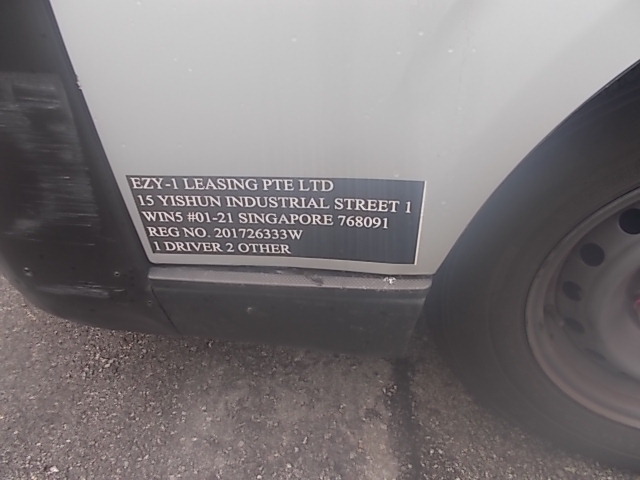 EZY-1 LEASING PTE LTD
15 YISHUN INDUSTRIAL STREET 1
WIN5 #01-21 SINGAPORE 768091
REG NO. 201726333W
1 DRIVER 2 OTHER